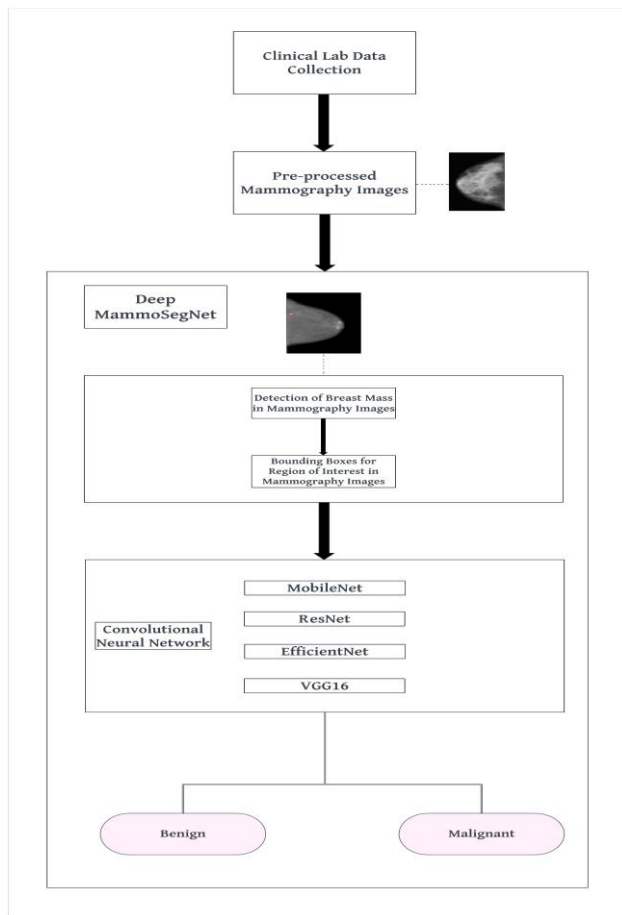 Clinical Lab Data
Collection
Pre-processed
Mammography Images
Deep
MammoSegNet
Detection of Breast Mass
in Mammography Images
Bounding Boxes for
Region of Interest in
Mammography Images
Convolutional
Neural Network
MobileNet
ResNet
EfficientNet
VGG16
Benign
Malignant